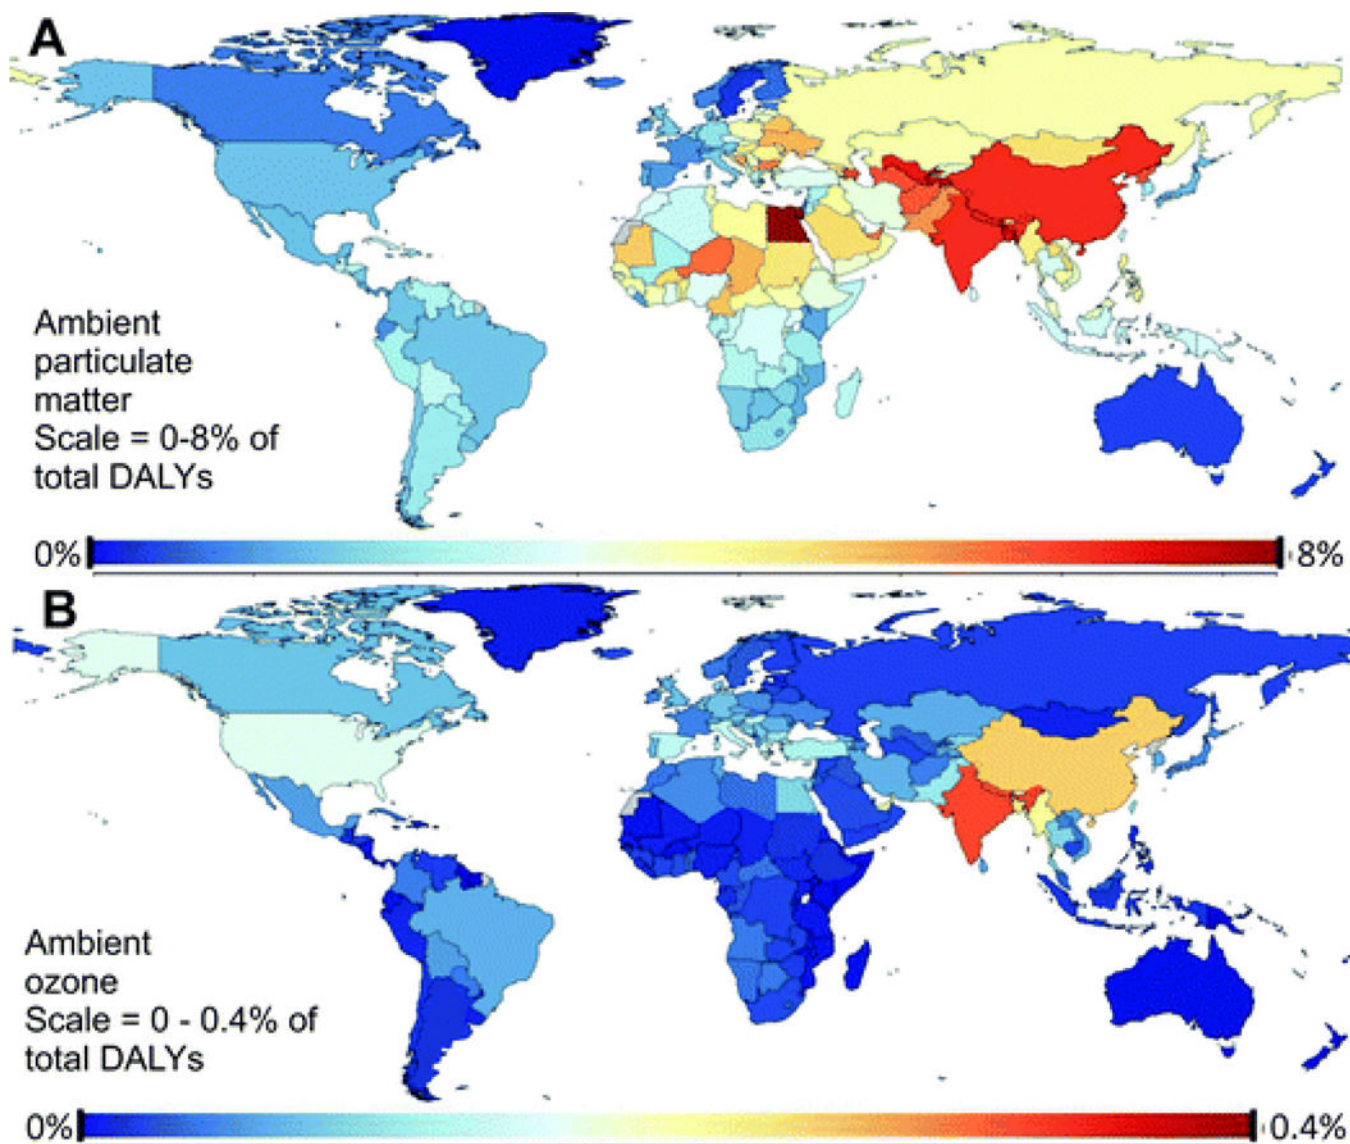 A
Ambient
particulate
matter
Scale = 0-8% of
total DALYs
0%
8%
B
Ambient
ozone
Scale = 0 - 0.4% of
total DALYs
0%
0.4%